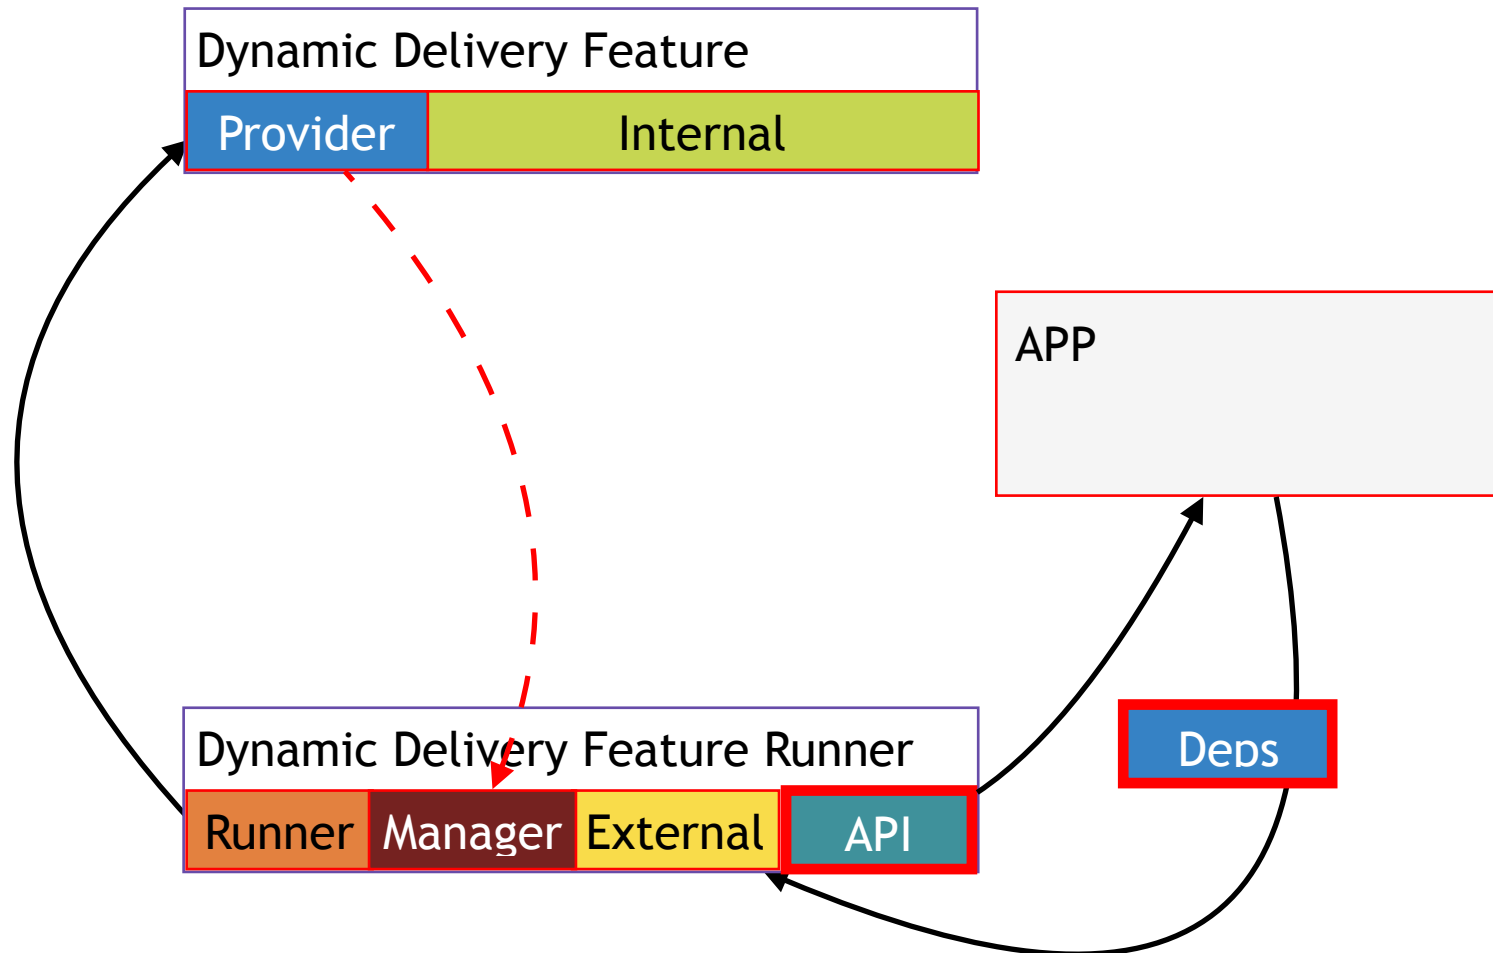 Dynamic Delivery Feature
Provider
Internal
APP
Dynamic Delivery Feature Runner
Deps
Runner
Manager
External
API